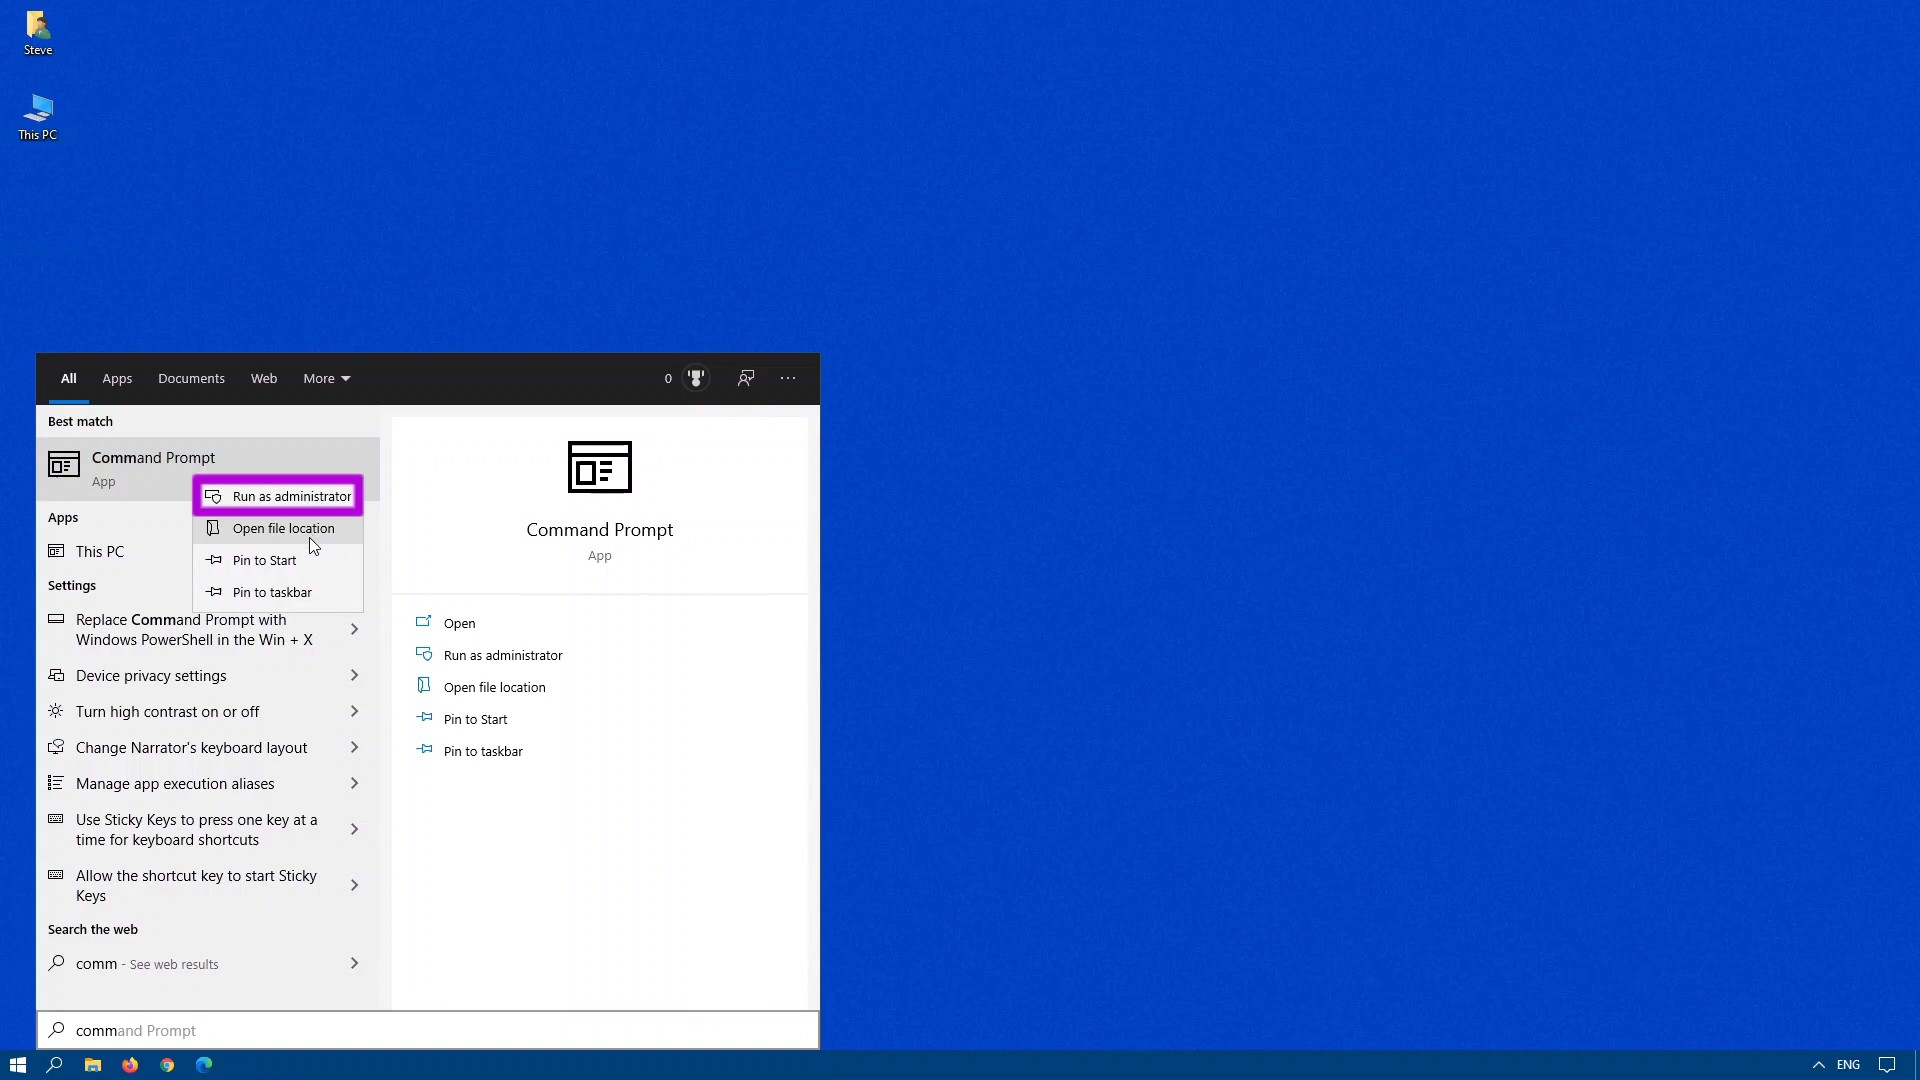 Steve
This PC
All
Apps
Documents
Web
More
0
Best match
Command Prompt
App
Run as administrator
Open file location
Pin to Start
Pin to taskbar
Apps
This PC
Settings
Replace Command Prompt with
Windows PowerShell in the Win + X
Device privacy settings
Turn high contrast on or off
Change Narrator's keyboard layout
Manage app execution aliases
Use Sticky Keys to press one key at a
time for keyboard shortcuts
Allow the shortcut key to start Sticky
Keys
Search the web
comm - See web results
Command Prompt
App
Open
Run as administrator
Open file location
Pin to Start
Pin to taskbar
command Prompt
ENG